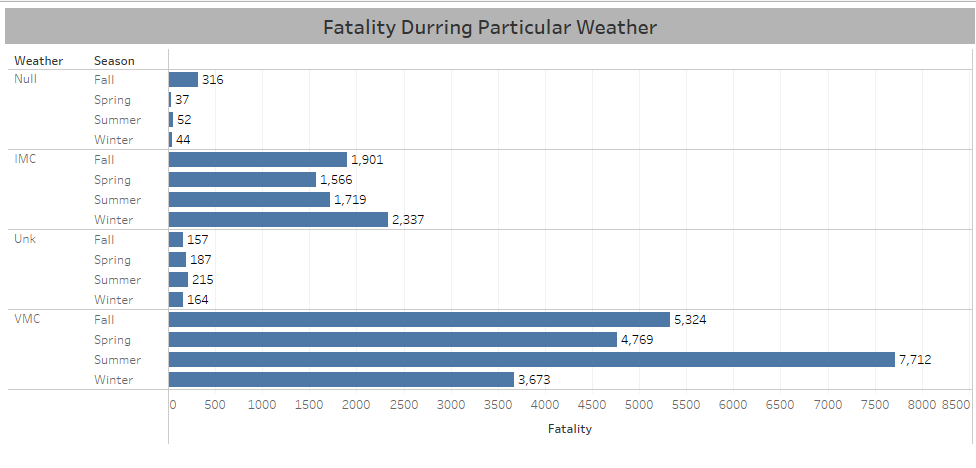 Fatality Durring Particular Weather
Weather Season
Null Fall 316
Spring 37
Summer 52
Winter 44
IMC Fall 1,901
Spring 1,566
Summer 1,719
Winter 2,337
Unk Fall 157
Spring 187
Summer 215
Winter 164
VMC Fall 5,324
Spring 4,769
Summer 7,712
Winter 3,673
0 500 1000 1500 2000 2500 3000 3500 4000 4500 5000 5500 6000 6500 7000 7500 8000 8500
Fatality